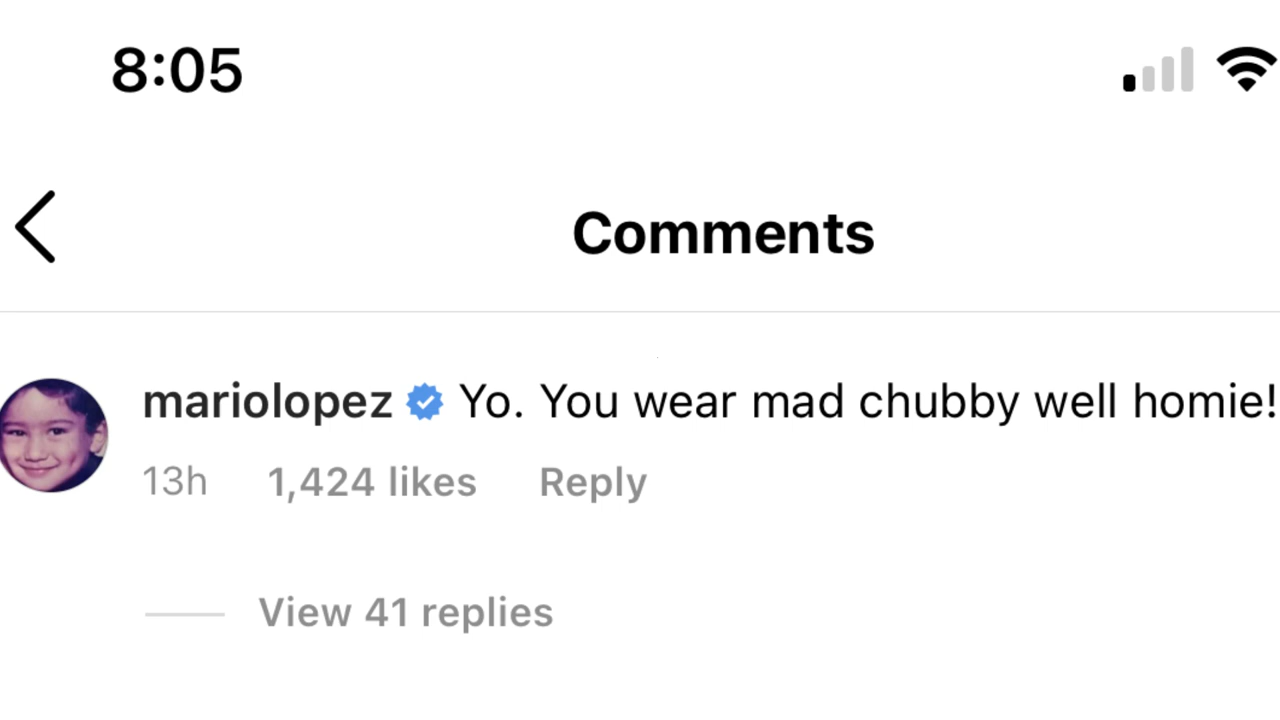 8:05
Comments
mariolopez Yo. You wear mad chubby well homie!
13h 1,424 likes Reply
View 41 replies